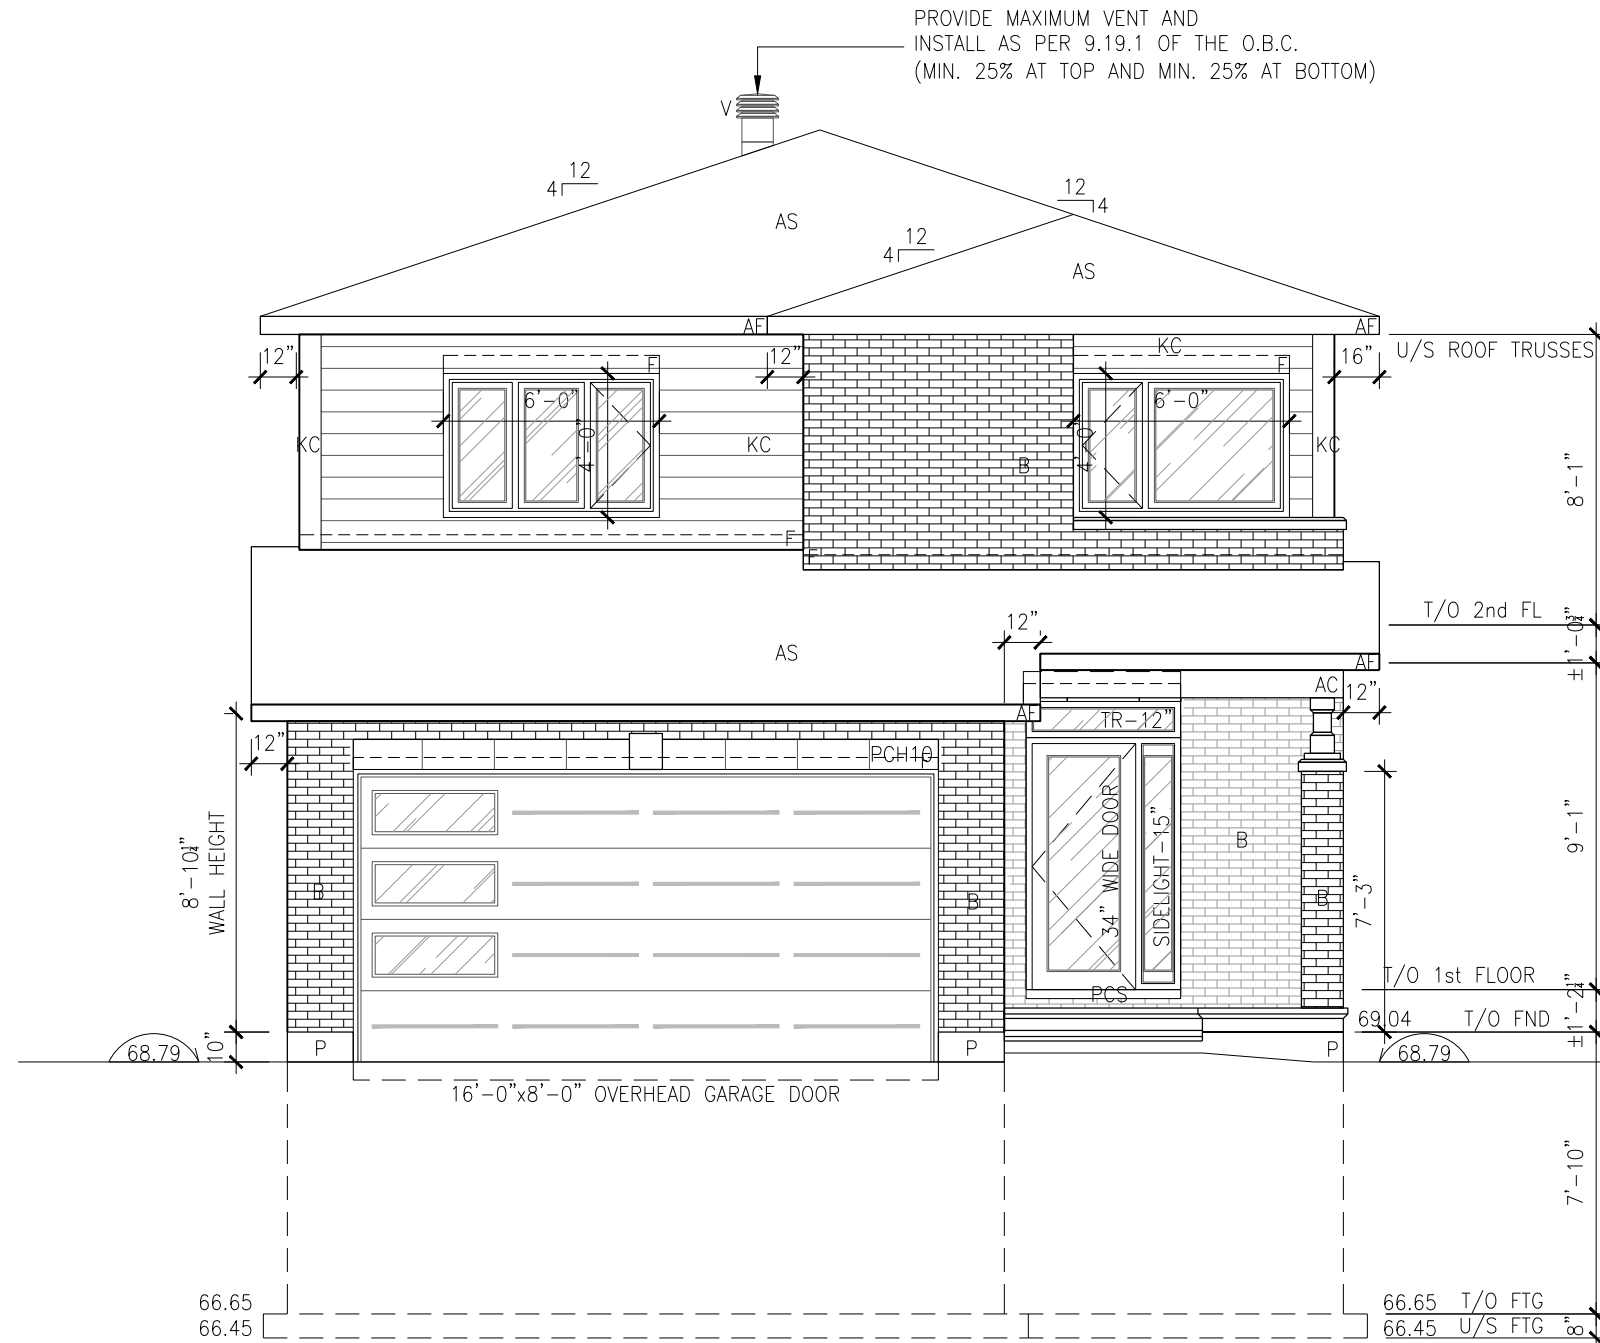 PROVIDE MAXIMUM VENT AND
INSTALL AS PER 9.19.1 OF THE O.B.C.
(MIN. 25% AT TOP AND MIN. 25% AT BOTTOM)
V
12
4
12
4
AS
12
4
AS
AF
AF
U/S ROOF TRUSSES
12"
12"
16"
KC
F
F
6'-0"
6'-0"
4'-0"
4'-0"
KC
KC
KC
B
8'-1"
F
F
T/O 2nd FL
±1'-0¾"
12"
AS
AF
AC
12"
AF
TR-12"
12"
PCH10
F
8'-10¼"
WALL HEIGHT
34" WIDE DOOR
SIDELIGHT-15"
B
B
B
B
7'-3"
9'-1"
T/O 1st FLOOR
PCS
69.04
T/O FND
±1'-2¼"
10"
68.79
P
P
P
68.79
16'-0"x8'-0" OVERHEAD GARAGE DOOR
7'-10"
66.65
66.45
66.65 T/O FTG
66.45 U/S FTG
8"